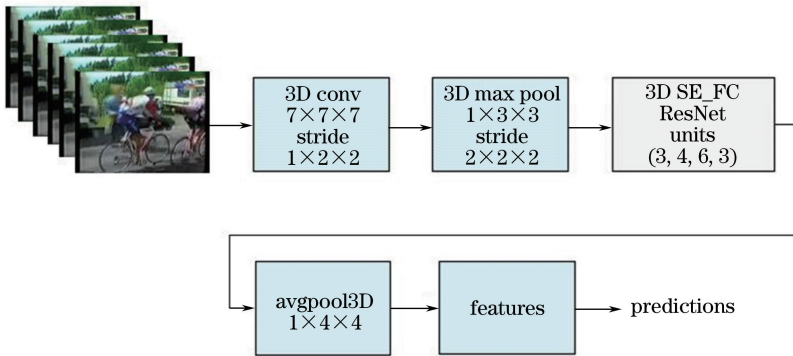 3D conv
7×7×7
stride
1×2×2
3D max pool
1×3×3
stride
2×2×2
3D SE_FC
ResNet
units
(3, 4, 6, 3)
avgpool3D
1×4×4
features
predictions